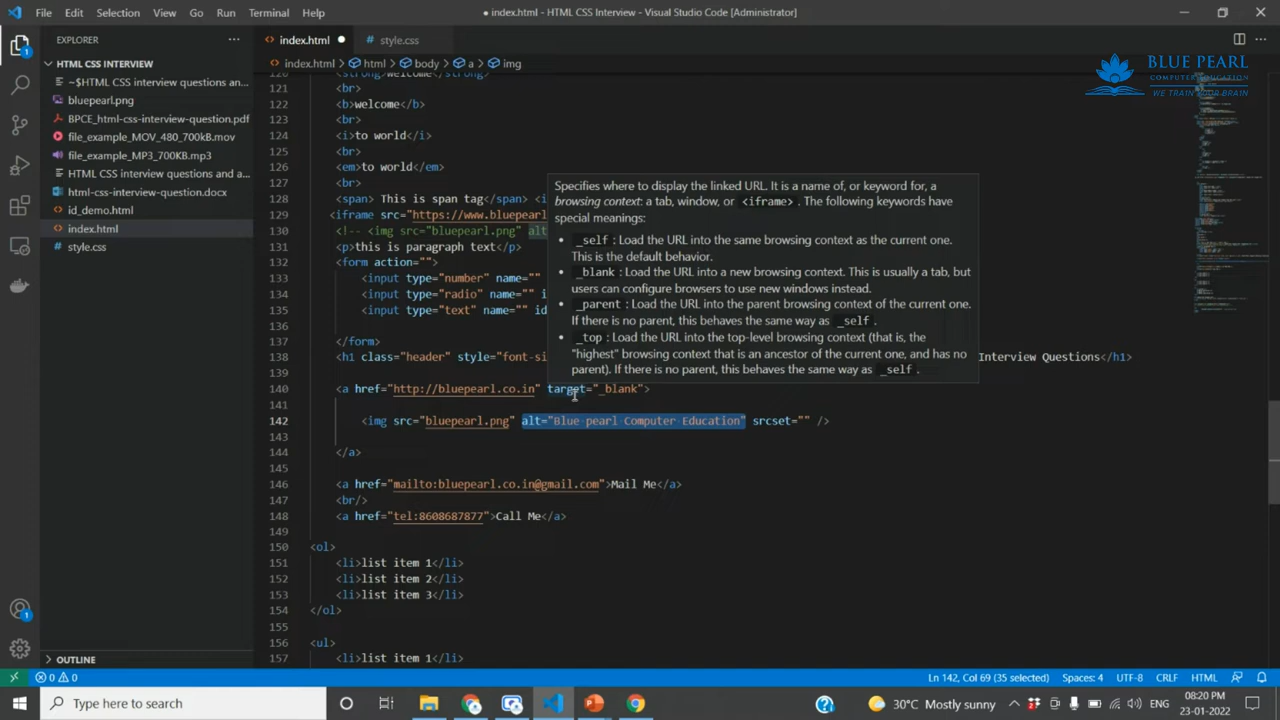 File Edit Selection View Go Run Terminal Help
● index.html - HTML CSS Interview - Visual Studio Code [Administrator]
EXPLORER ...
index.html ●
style.css
HTML CSS INTERVIEW
index.html > html > body > a > img
BLUE PEARL
COMPUTER EDUCATION
WE TRAIN YOUR BRAIN
~$HTML CSS interview questions an...
bluepearl.png
BPCE_html-css-interview-question.pdf
file_example_MOV_480_700kB.mov
file_example_MP3_700KB.mp3
HTML CSS interview questions and a...
html-css-interview-question.docx
id_demo.html
index.html
style.css
OUTLINE
120 <strong>welcome</strong>
121 <br>
122 <b>welcome</b>
123 <br>
124 <i>to world</i>
125 <br>
126 <em>to world</em>
127 <br>
128 <span> This is span tag</span> <i
129 <iframe src="https://www.bluepearl
130 <!-- <img src="bluepearl.png" alt
131 <p>this is paragraph text</p>
132 <form action="">
133 <input type="number" name=""
134 <input type="radio" name="" i
135 <input type="text" name="" id
136
137 </form>
138 <h1 class="header" style="font-si Interview Questions</h1>
139
140 <a href="http://bluepearl.co.in" target="_blank">
141
142 <img src="bluepearl.png" alt="Blue pearl Computer Education" srcset="" />
143
144 </a>
145
146 <a href="mailto:bluepearl.co.in@gmail.com">Mail Me</a>
147 <br/>
148 <a href="tel:8608687877">Call Me</a>
149
150 <ol>
151 <li>list item 1</li>
152 <li>list item 2</li>
153 <li>list item 3</li>
154 </ol>
155
156 <ul>
157 <li>list item 1</li>
Specifies where to display the linked URL. It is a name of, or keyword for, a
browsing context: a tab, window, or <iframe>. The following keywords have
special meanings:
• _self: Load the URL into the same browsing context as the current one.
This is the default behavior.
• _blank: Load the URL into a new browsing context. This is usually a tab, but
users can configure browsers to use new windows instead.
• _parent: Load the URL into the parent browsing context of the current one.
If there is no parent, this behaves the same way as _self.
• _top: Load the URL into the top-level browsing context (that is, the
"highest" browsing context that is an ancestor of the current one, and has no
parent). If there is no parent, this behaves the same way as _self.
0 0
Ln 142, Col 69 (35 selected) Spaces: 4 UTF-8 CRLF HTML
Type here to search
30°C Mostly sunny
ENG
08:20 PM
23-01-2022